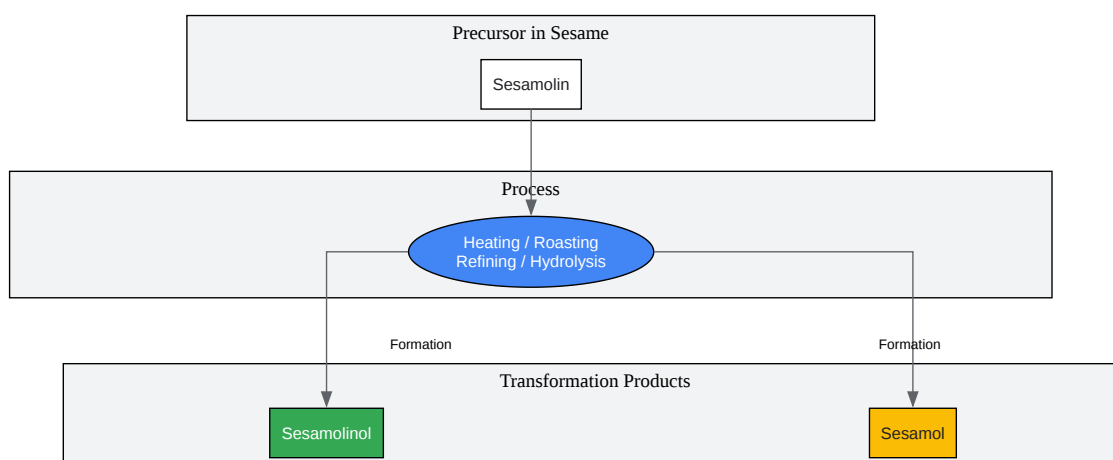 Precursor in Sesame
Sesamolin
Process
Heating / Roasting
Refining / Hydrolysis
Formation
Formation
Transformation Products
Sesamolinol
Sesamol